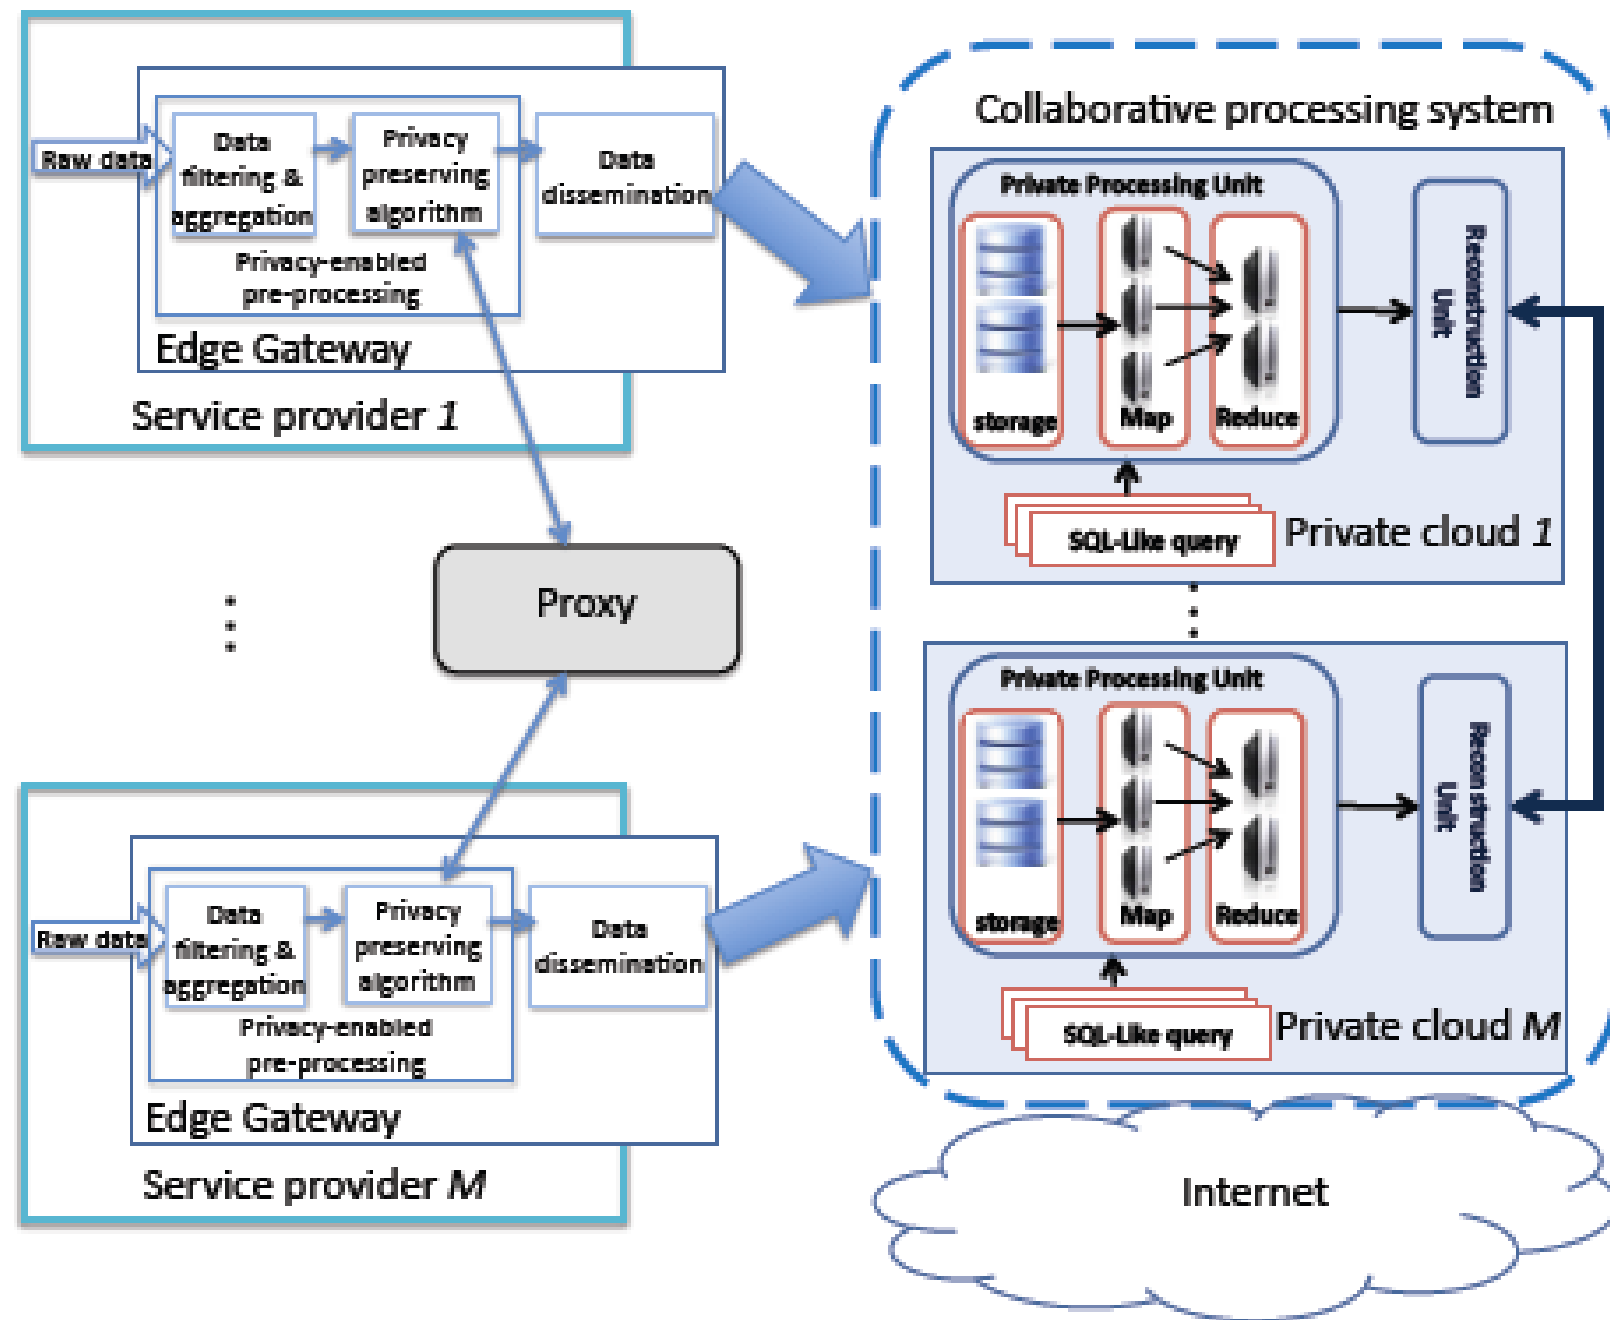 Raw data
Data
filtering &
aggregation
Privacy
preserving
algorithm
Data
dissemination
Privacy-enabled
pre-processing
Edge Gateway
Service provider 1
Proxy
Raw data
Data
filtering &
aggregation
Privacy
preserving
algorithm
Data
dissemination
Privacy-enabled
pre-processing
Edge Gateway
Service provider M
Collaborative processing system
Private Processing Unit
storage
Map
Reduce
Reconstruction
Unit
SQL-Like query
Private cloud 1
Private Processing Unit
storage
Map
Reduce
Reconstruction
Unit
SQL-Like query
Private cloud M
Internet